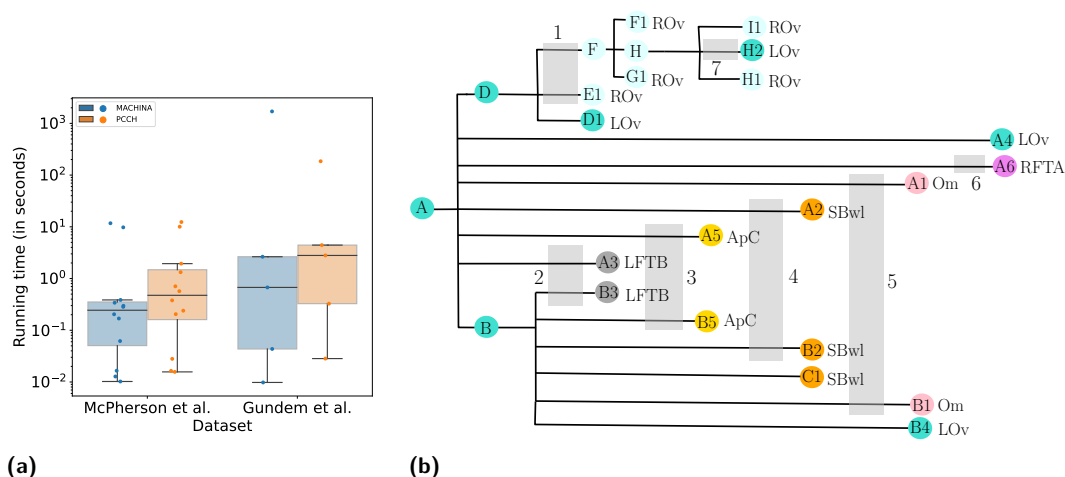 MACHINA
PCCH
10³
10²
10¹
10⁰
10⁻¹
10⁻²
Running time (in seconds)
McPherson et al.
Gundem et al.
Dataset
(a)
1
F1 ROv
F
H
G1 ROv
I1 ROv
H2 LOv
7
H1 ROv
D
E1 ROv
D1 LOv
A4 LOv
A6 RFTA
6
A1 Om
A
A2 SBwl
A5 ApC
A3 LFTB
2
3
4
5
B3 LFTB
B5 ApC
B
B2 SBwl
C1 SBwl
B1 Om
B4 LOv
(b)